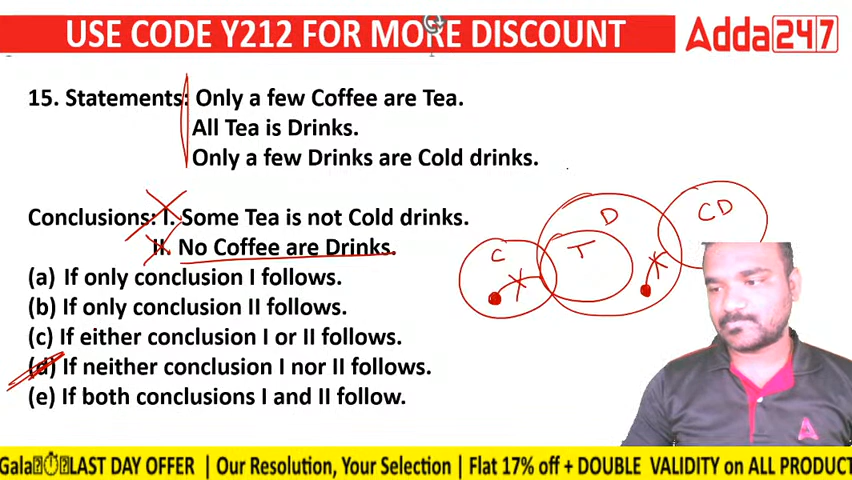 USE CODE Y212 FOR MORE DISCOUNT
Adda247
15. Statements: Only a few Coffee are Tea.
All Tea is Drinks.
Only a few Drinks are Cold drinks.
Conclusions: I. Some Tea is not Cold drinks.
II. No Coffee are Drinks.
(a) If only conclusion I follows.
(b) If only conclusion II follows.
(c) If either conclusion I or II follows.
(d) If neither conclusion I nor II follows.
(e) If both conclusions I and II follow.
C
T
D
CD
Gala LAST DAY OFFER | Our Resolution, Your Selection | Flat 17% off + DOUBLE VALIDITY on ALL PRODUCT